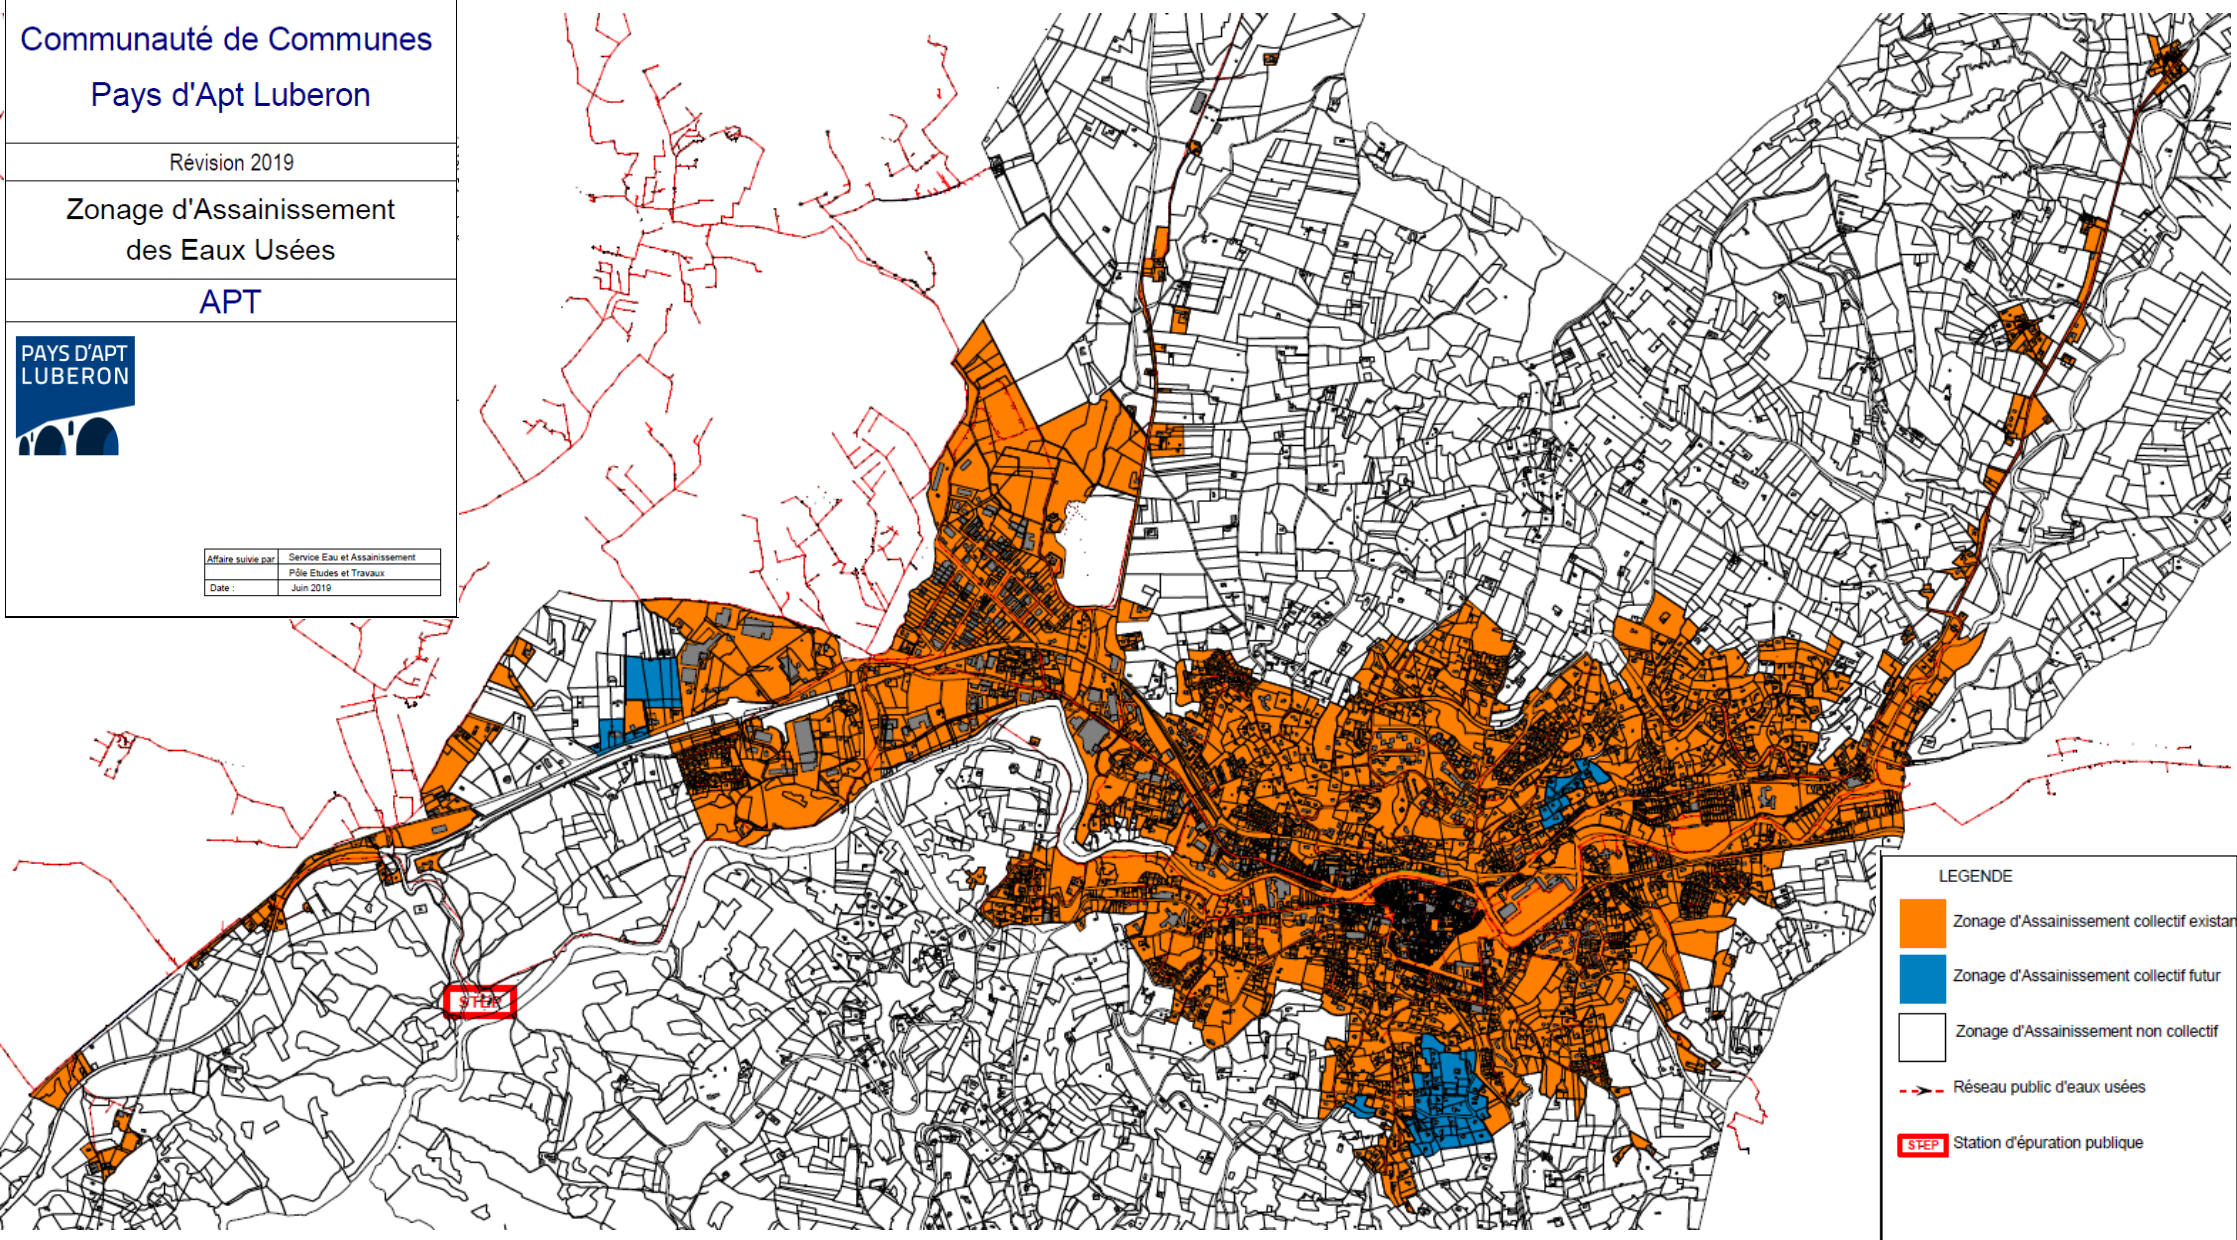 Communauté de Communes
Pays d'Apt Luberon
Révision 2019
Zonage d'Assainissement
des Eaux Usées
APT
PAYS D'APT
LUBERON
Affaire suivie par Service Eau et Assainissement
Pôle Etudes et Travaux
Date : Juin 2019
STEP
LEGENDE
Zonage d'Assainissement collectif existan
Zonage d'Assainissement collectif futur
Zonage d'Assainissement non collectif
Réseau public d'eaux usées
STEP Station d'épuration publique